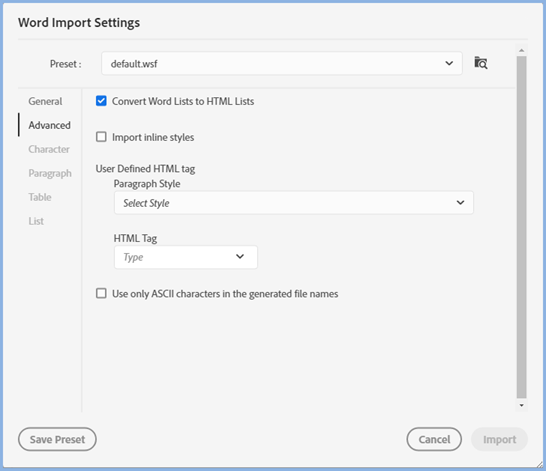 Word Import Settings
Preset :
default.wsf
General
Advanced
Character
Paragraph
Table
List
Convert Word Lists to HTML Lists
Import inline styles
User Defined HTML tag
Paragraph Style
Select Style
HTML Tag
Type
Use only ASCII characters in the generated file names
Save Preset
Cancel
Import